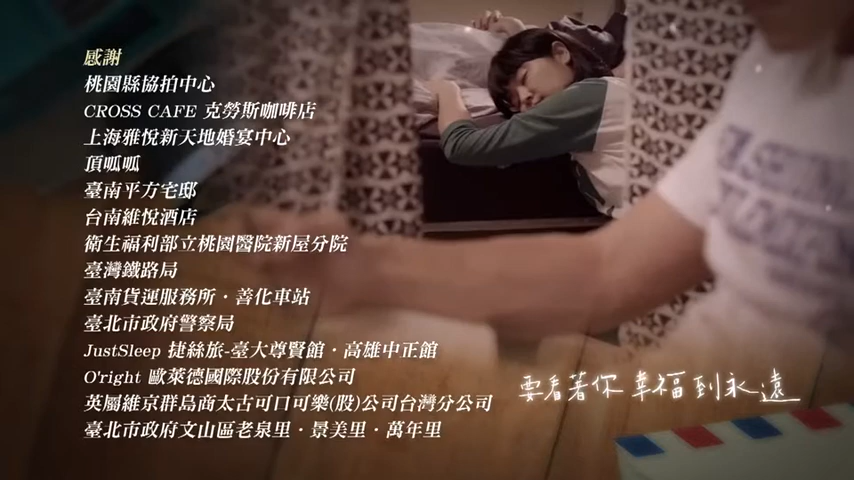 感謝
桃園縣協拍中心
CROSS CAFE 克勞斯咖啡店
上海雅悅新天地婚宴中心
頂呱呱
臺南平方宅邸
台南維悅酒店
衛生福利部立桃園醫院新屋分院
臺灣鐵路局
臺南貨運服務所・善化車站
臺北市政府警察局
JustSleep 捷絲旅-臺大尊賢館・高雄中正館
O'right 歐萊德國際股份有限公司
英屬維京群島商太古可口可樂(股)公司台灣分公司
臺北市政府文山區老泉里・景美里・萬年里
要看著你幸福到永遠